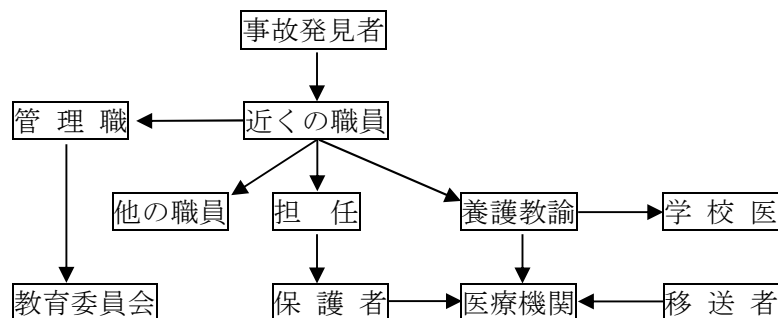 事故発見者
管 理 職
近くの職員
他の職員
担 任
養護教諭
学 校 医
教育委員会
保 護 者
医療機関
移 送 者